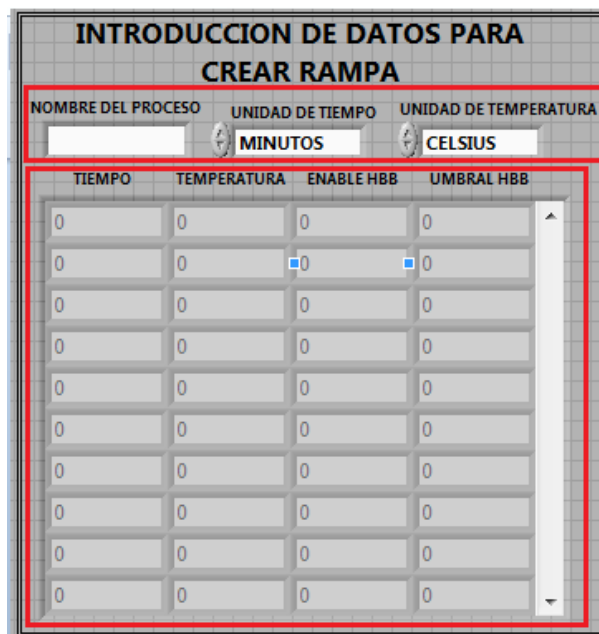 INTRODUCCION DE DATOS PARA
CREAR RAMPA
NOMBRE DEL PROCESO UNIDAD DE TIEMPO UNIDAD DE TEMPERATURA
MINUTOS CELSIUS
TIEMPO TEMPERATURA ENABLE HBB UMBRAL HBB
0 0 0 0
0 0 0 0
0 0 0 0
0 0 0 0
0 0 0 0
0 0 0 0
0 0 0 0
0 0 0 0
0 0 0 0
0 0 0 0